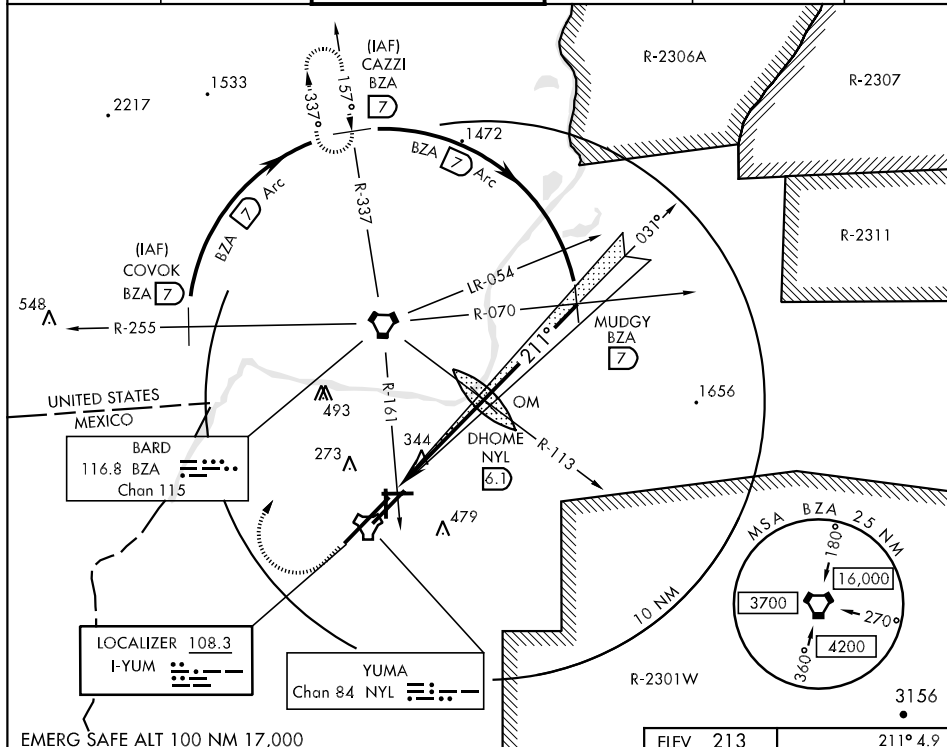 R-2306A
R-2307
(IAF)
CAZZI
BZA
7
1533
2217
157°
337°
1472
BZA 7 Arc
BZA 7 Arc
R-337
R-2311
031°
(IAF)
COVOK
BZA 7
LR-054
548
R-255
R-070
MUDGY
BZA
7
211°
1656
UNITED STATES
MEXICO
493
R-161
OM
DHOME
NYL
6.1
R-113
BARD
116.8 BZA
Chan 115
273
344
479
MSA BZA 25 NM
180°
16,000
3700
270°
4200
360°
10 NM
LOCALIZER 108.3
I-YUM
YUMA
Chan 84 NYL
R-2301W
3156
EMERG SAFE ALT 100 NM 17,000
ELEV 213
211° 4.9